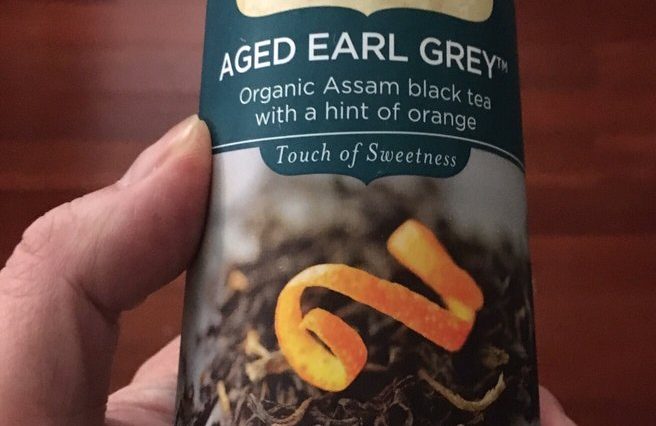 AGED EARL GREY™
Organic Assam black tea
with a hint of orange
Touch of Sweetness